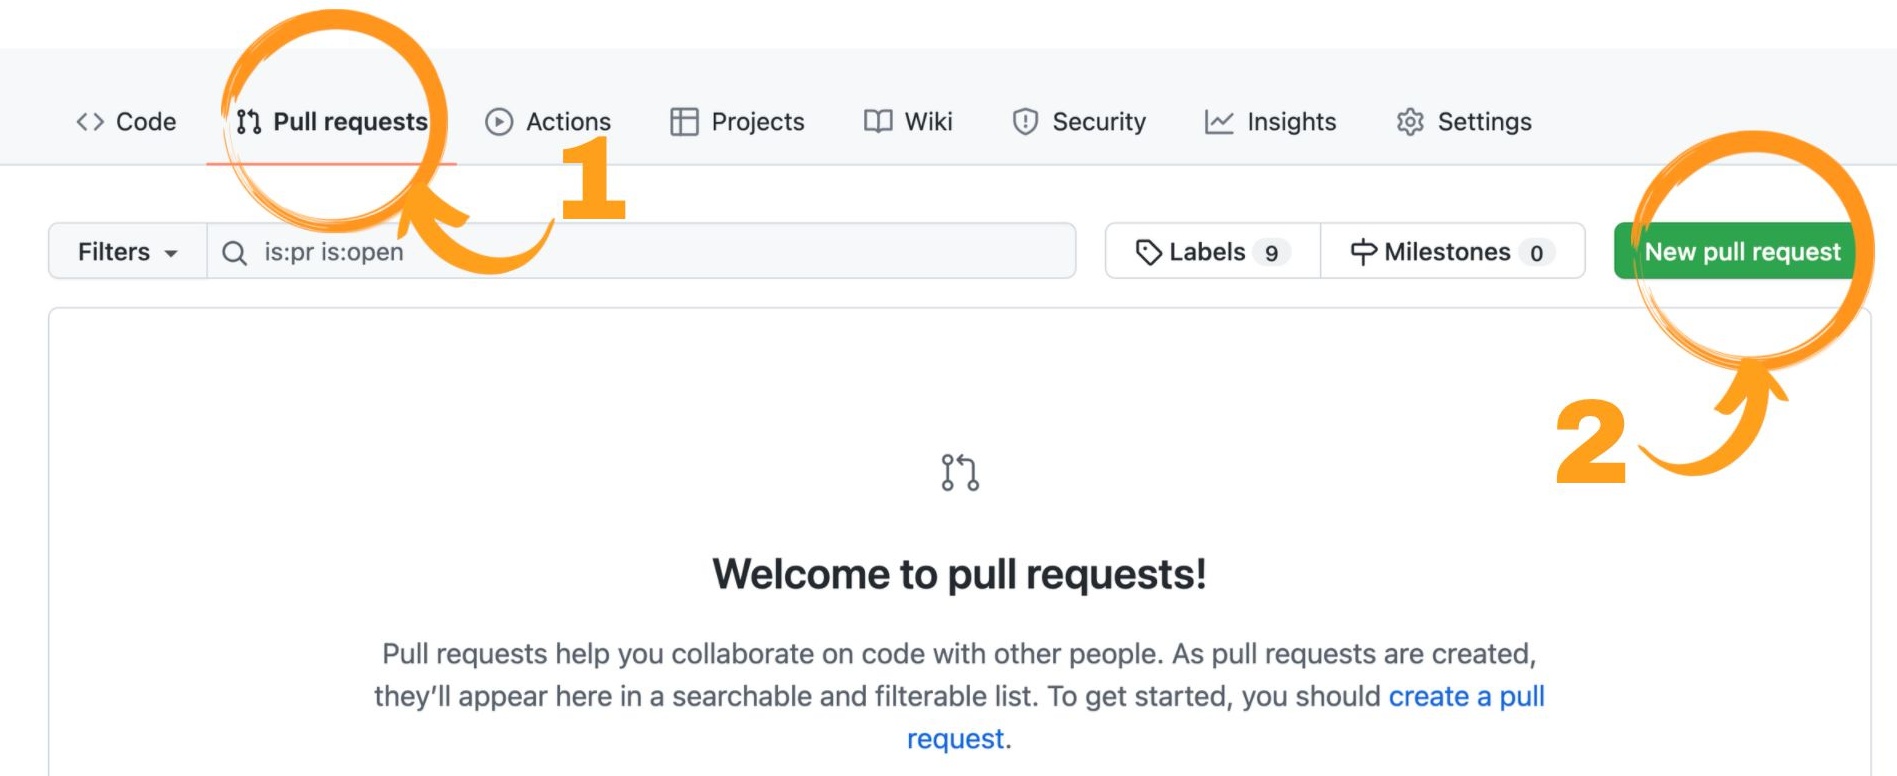 Code Pull requests Actions Projects Wiki Security Insights Settings
1
Filters is:pr is:open Labels 9 Milestones 0 New pull request
2
Welcome to pull requests!
Pull requests help you collaborate on code with other people. As pull requests are created,
they’ll appear here in a searchable and filterable list. To get started, you should create a pull
request.